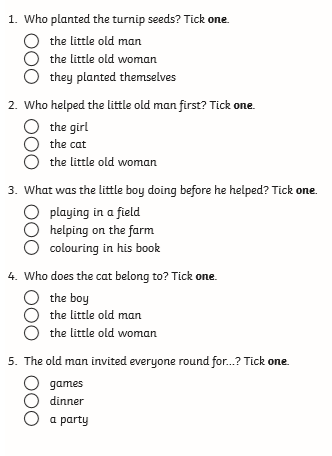 1. Who planted the turnip seeds? Tick one.
the little old man
the little old woman
they planted themselves
2. Who helped the little old man first? Tick one.
the girl
the cat
the little old woman
3. What was the little boy doing before he helped? Tick one.
playing in a field
helping on the farm
colouring in his book
4. Who does the cat belong to? Tick one.
the boy
the little old man
the little old woman
5. The old man invited everyone round for...? Tick one.
games
dinner
a party